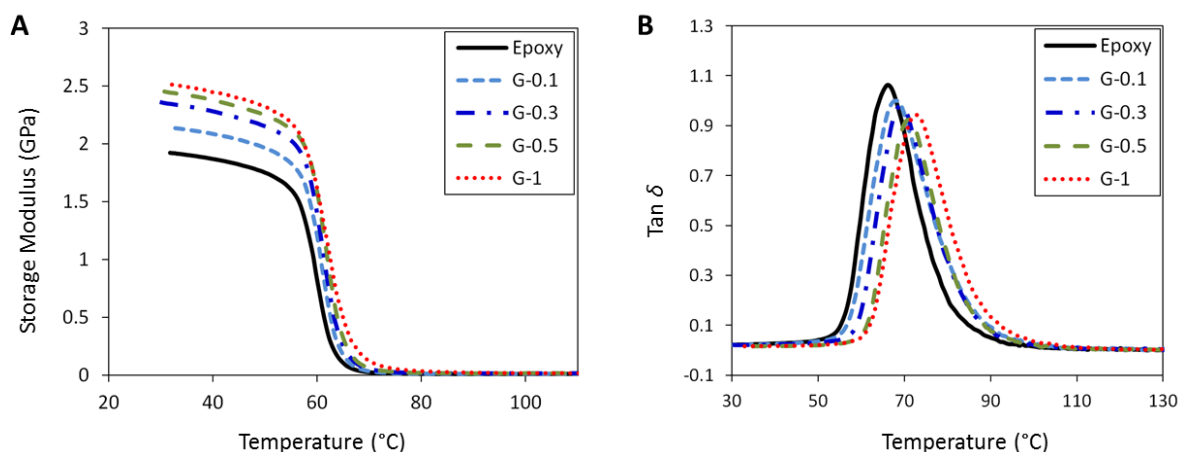 A
Storage Modulus (GPa)
3
2.5
2
1.5
1
0.5
0
20
40
60
80
100
Temperature (°C)
Epoxy
G-0.1
G-0.3
G-0.5
G-1
B
Tan δ
1.3
1.1
0.9
0.7
0.5
0.3
0.1
-0.1
30
50
70
90
110
130
Temperature (°C)
Epoxy
G-0.1
G-0.3
G-0.5
G-1